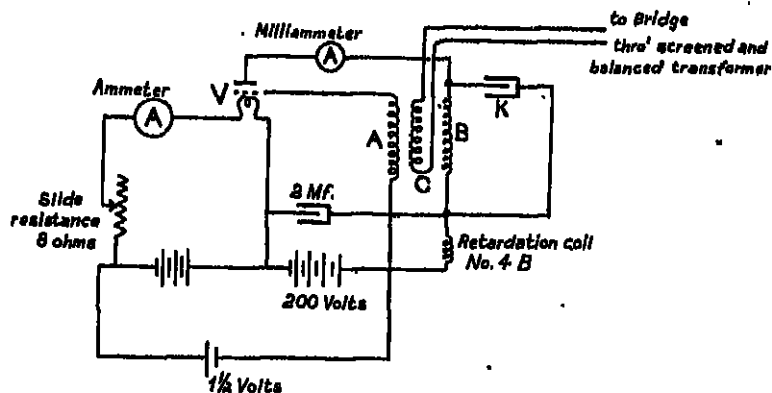 to Bridge
Milliammeter
A
thro' screened and
balanced transformer
Ammeter
V
K
A
A
B
C
2 Mf.
Slide
resistance
8 ohms
Retardation coil
No. 4 B
200 Volts
1½ Volts